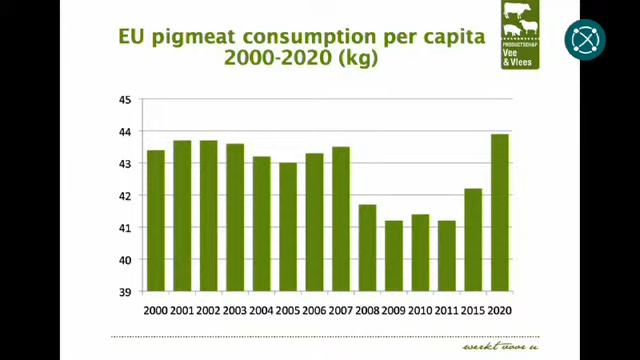 EU pigmeat consumption per capita
2000-2020 (kg)
PRODUCTSCHAP
Vee
& Vlees
45
44
43
42
41
40
39
2000 2001 2002 2003 2004 2005 2006 2007 2008 2009 2010 2011 2015 2020
werkt voor u